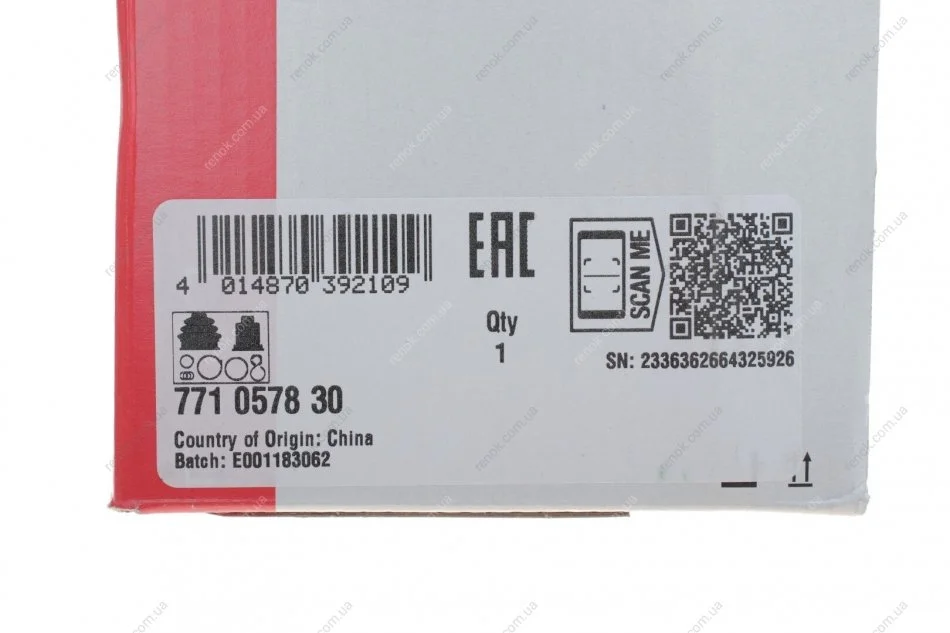 4 014870 392109
EAC
Qty
1
SCAN ME
SN: 2336362664325926
771 0578 30
Country of Origin: China
Batch: E001183062
renok.com.ua